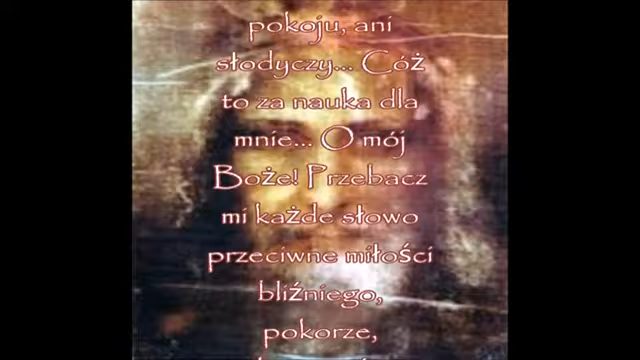 pokoju, ani
słodyczy... Cóż
to za nauka dla
mnie... O mój
Boże! Przebacz
mi każde słowo
przeciwne miłości
bliźniego,
pokorze,